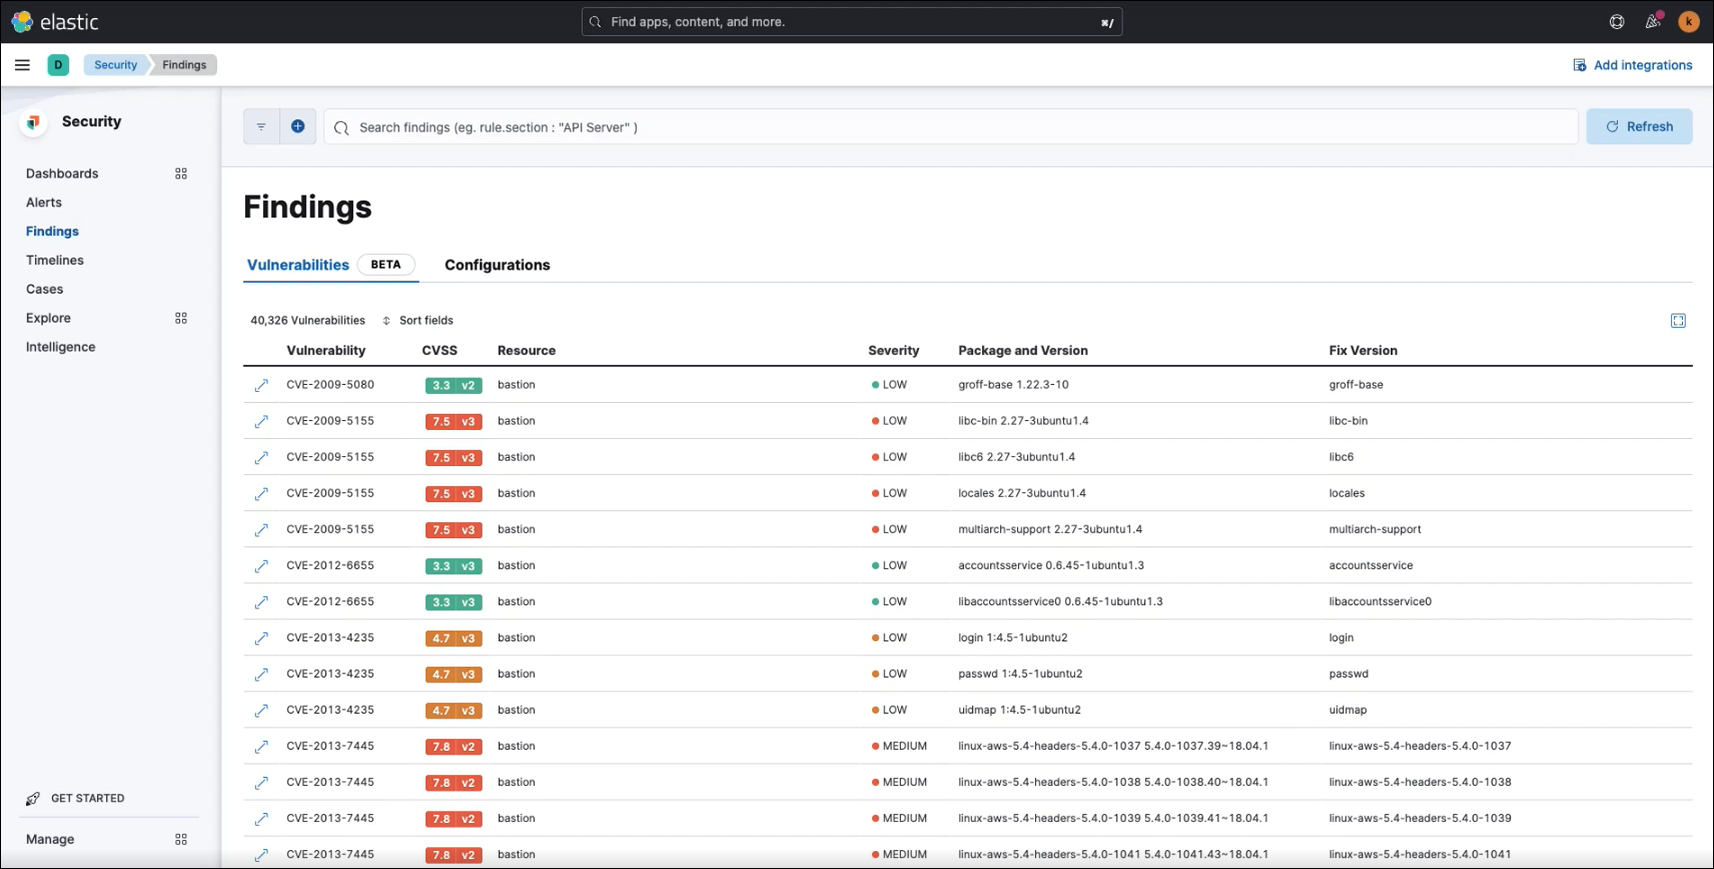 elastic
Find apps, content, and more.
⌘/
k
D
Security
Findings
Add integrations
Security
Search findings (eg. rule.section : "API Server" )
Refresh
Dashboards
Alerts
Findings
Timelines
Cases
Explore
Intelligence
GET STARTED
Manage
Findings
Vulnerabilities BETA Configurations
40,326 Vulnerabilities Sort fields
Vulnerability CVSS Resource Severity Package and Version Fix Version
CVE-2009-5080 3.3 v2 bastion LOW groff-base 1.22.3-10 groff-base
CVE-2009-5155 7.5 v3 bastion LOW libc-bin 2.27-3ubuntu1.4 libc-bin
CVE-2009-5155 7.5 v3 bastion LOW libc6 2.27-3ubuntu1.4 libc6
CVE-2009-5155 7.5 v3 bastion LOW locales 2.27-3ubuntu1.4 locales
CVE-2009-5155 7.5 v3 bastion LOW multiarch-support 2.27-3ubuntu1.4 multiarch-support
CVE-2012-6655 3.3 v3 bastion LOW accountsservice 0.6.45-1ubuntu1.3 accountsservice
CVE-2012-6655 3.3 v3 bastion LOW libaccountsservice0 0.6.45-1ubuntu1.3 libaccountsservice0
CVE-2013-4235 4.7 v3 bastion LOW login 1:4.5-1ubuntu2 login
CVE-2013-4235 4.7 v3 bastion LOW passwd 1:4.5-1ubuntu2 passwd
CVE-2013-4235 4.7 v3 bastion LOW uidmap 1:4.5-1ubuntu2 uidmap
CVE-2013-7445 7.8 v2 bastion MEDIUM linux-aws-5.4-headers-5.4.0-1037 5.4.0-1037.39~18.04.1 linux-aws-5.4-headers-5.4.0-1037
CVE-2013-7445 7.8 v2 bastion MEDIUM linux-aws-5.4-headers-5.4.0-1038 5.4.0-1038.40~18.04.1 linux-aws-5.4-headers-5.4.0-1038
CVE-2013-7445 7.8 v2 bastion MEDIUM linux-aws-5.4-headers-5.4.0-1039 5.4.0-1039.41~18.04.1 linux-aws-5.4-headers-5.4.0-1039
CVE-2013-7445 7.8 v2 bastion MEDIUM linux-aws-5.4-headers-5.4.0-1041 5.4.0-1041.43~18.04.1 linux-aws-5.4-headers-5.4.0-1041